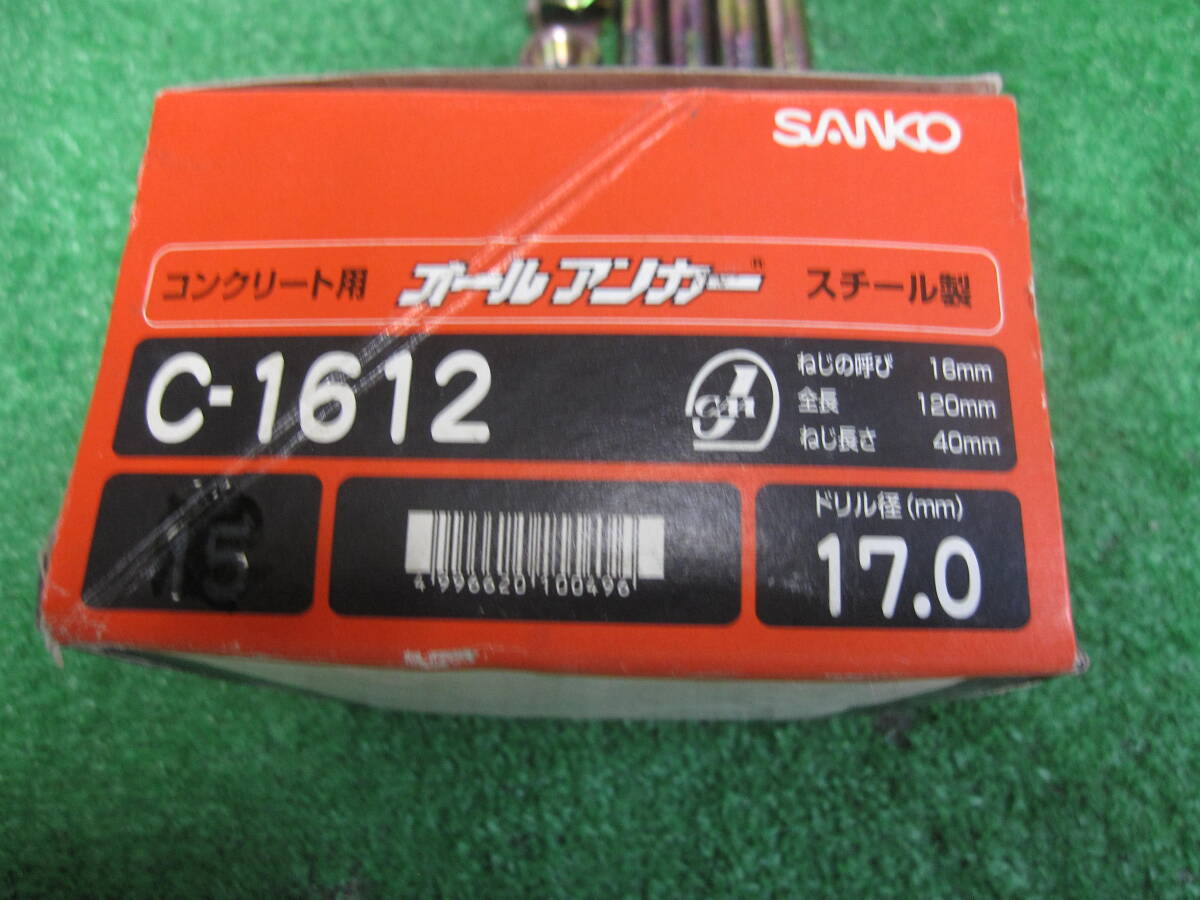 SANKO
コンクリート用 オールアンカー スチール製
C-1612
ねじの呼び 16mm
全長 120mm
ねじ長さ 40mm
15
4 996620 100496
ドリル径(mm)
17.0